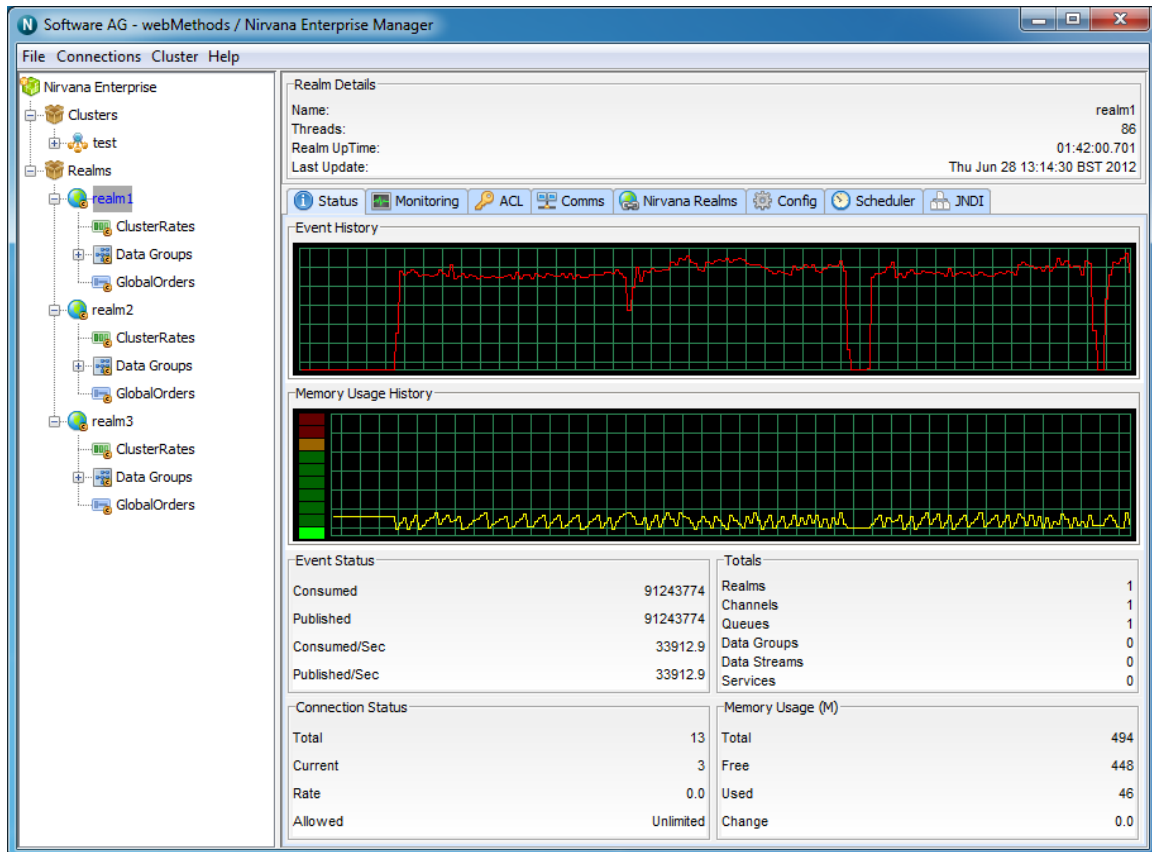 Software AG - webMethods / Nirvana Enterprise Manager
File Connections Cluster Help
Nirvana Enterprise
Clusters
test
Realms
realm1
ClusterRates
Data Groups
GlobalOrders
realm2
ClusterRates
Data Groups
GlobalOrders
realm3
ClusterRates
Data Groups
GlobalOrders
Realm Details
Name: realm1
Threads: 86
Realm UpTime: 01:42:00.701
Last Update: Thu Jun 28 13:14:30 BST 2012
Status Monitoring ACL Comms Nirvana Realms Config Scheduler JNDI
Event History
Memory Usage History
Event Status
Consumed 91243774
Published 91243774
Consumed/Sec 33912.9
Published/Sec 33912.9
Totals
Realms 1
Channels 1
Queues 1
Data Groups 0
Data Streams 0
Services 0
Connection Status
Total 13
Current 3
Rate 0.0
Allowed Unlimited
Memory Usage (M)
Total 494
Free 448
Used 46
Change 0.0